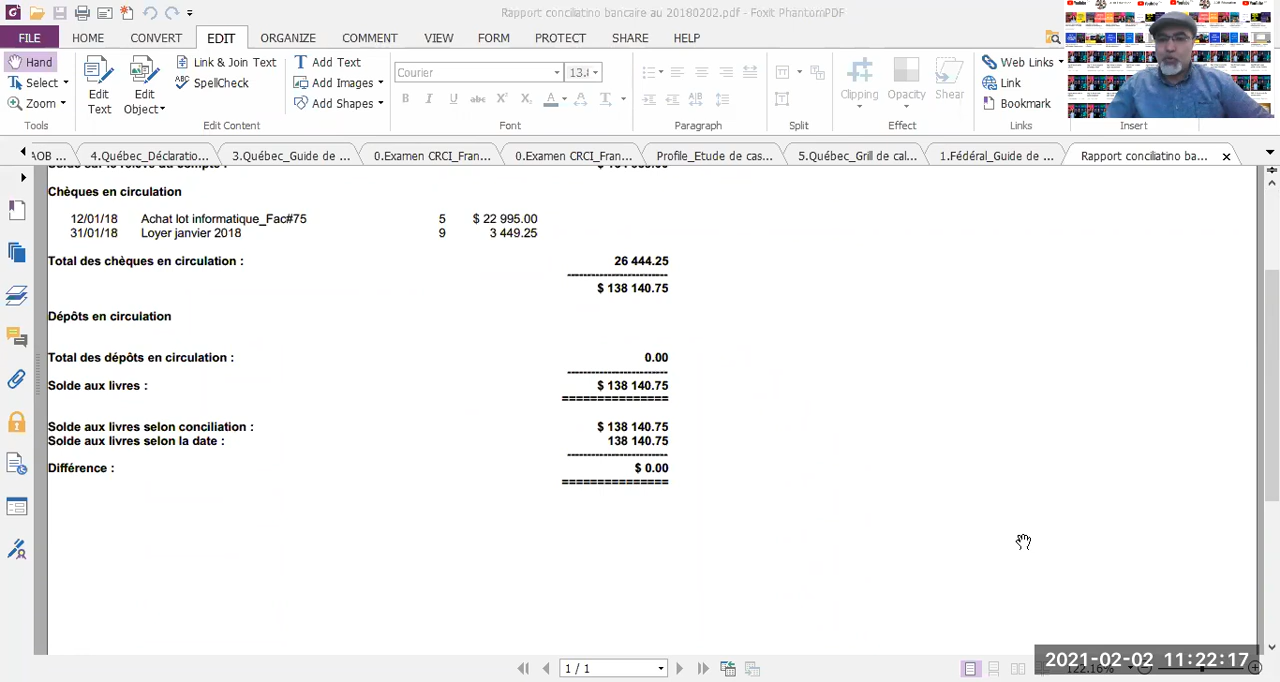 nciliatino bancaire au 20180202.pdf - Foxit PhantomPDF
FILE HOME CONVERT EDIT ORGANIZE COMMENT FORM PROTECT SHARE
Hand
Select
Zoom
Tools
Edit Text
Edit Object
Link & Join Text
Edit Content
Add Text
Add Shapes
Courier
13.
Font
Paragraph
Split
Clipping
Opacity
Shear
Effect
Web Links
Link
Bookmark
Links
Insert
AOB ... 4.Québec_Déclaratio... 3.Québec_Guide de ... 0.Examen CRCI_Fran... 0.Examen CRCI_Fran... Profile_Etude de cas... 5.Québec_Grill de cal... 1.Fédéral_Guide de ... Rapport conciliatino ba...
Chèques en circulation
12/01/18 Achat lot informatique_Fac#75 5 $ 22 995.00
31/01/18 Loyer janvier 2018 9 3 449.25
Total des chèques en circulation : 26 444.25
$ 138 140.75
Dépôts en circulation
Total des dépôts en circulation : 0.00
Solde aux livres : $ 138 140.75
Solde aux livres selon conciliation : $ 138 140.75
Solde aux livres selon la date : 138 140.75
Différence : $ 0.00
1 / 1
122.16%
2021-02-02 11:22:17